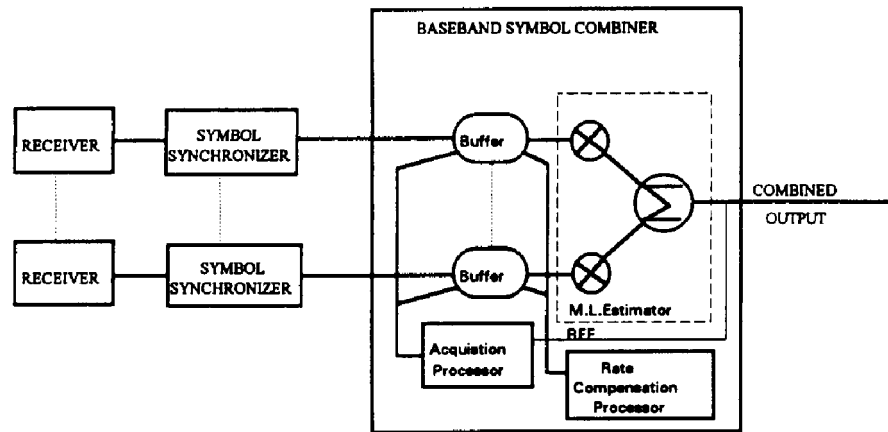 BASEBAND SYMBOL COMBINER
RECEIVER
SYMBOL
SYNCHRONIZER
Buffer
COMBINED
OUTPUT
RECEIVER
SYMBOL
SYNCHRONIZER
Buffer
M.L.Estimator
REF
Acquistion
Processor
Rate
Compensation
Processor